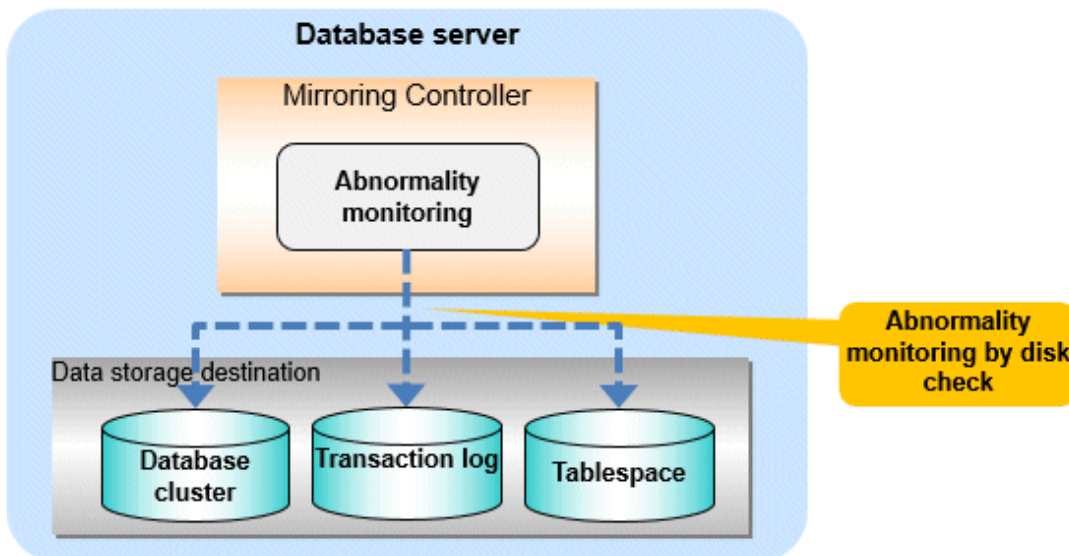 Database server
Mirroring Controller
Abnormality
monitoring
Abnormality
monitoring by disk
check
Data storage destination
Database
cluster
Transaction log
Tablespace